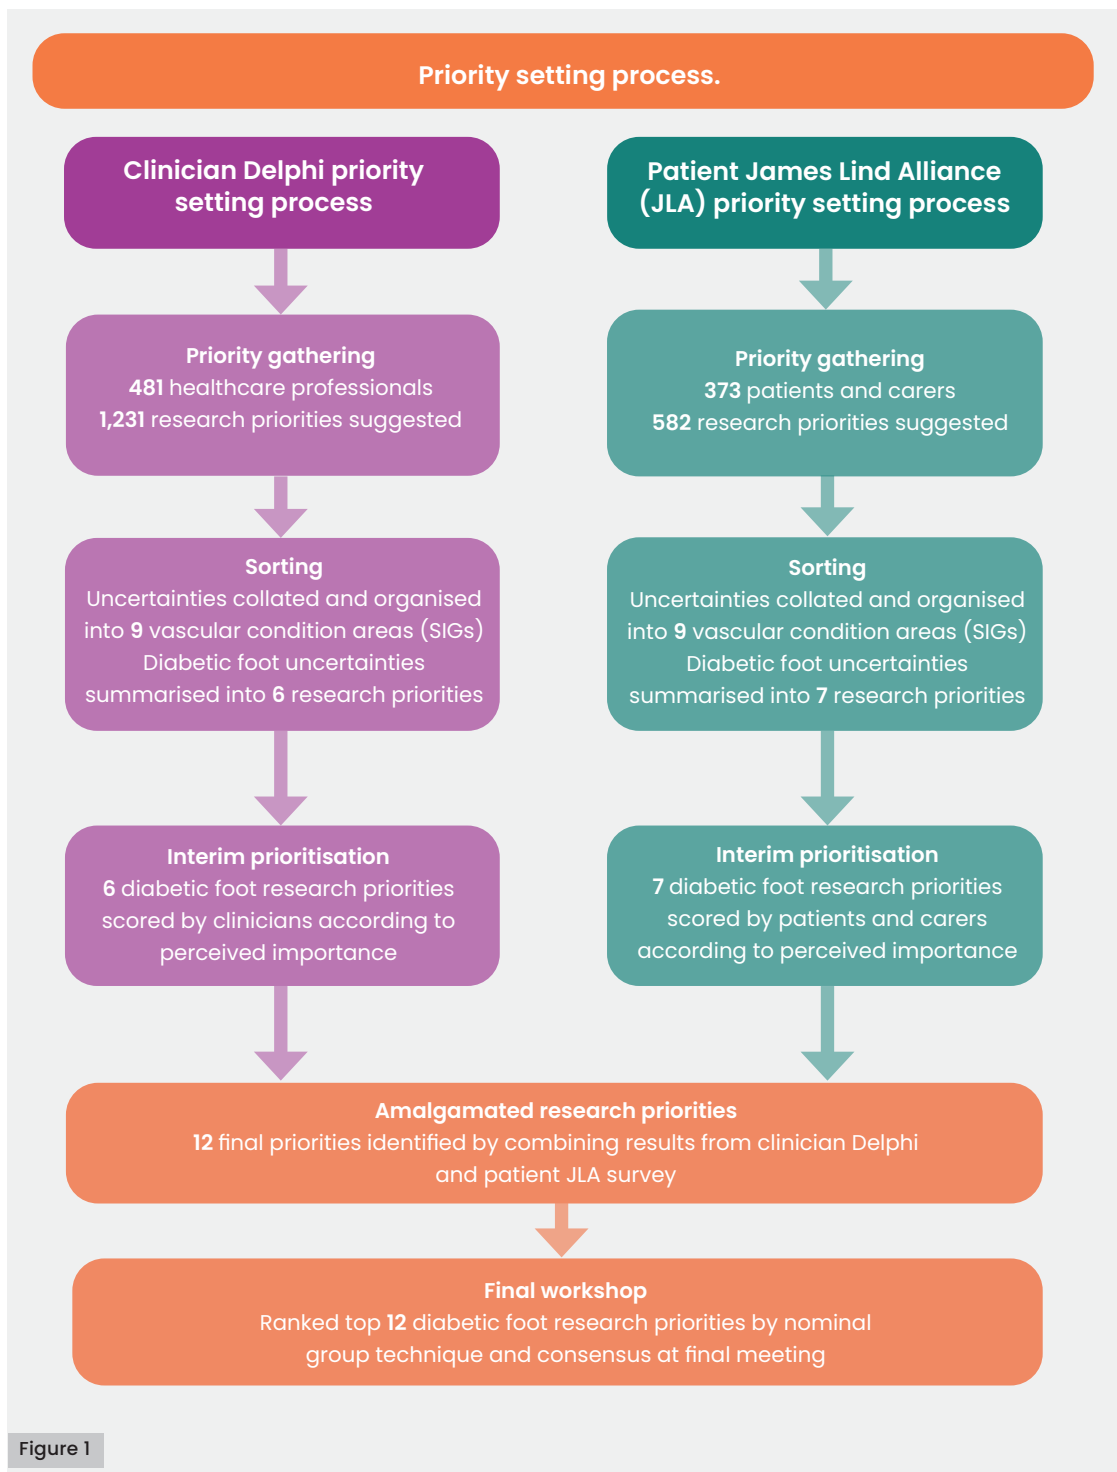 Priority setting process.
Clinician Delphi priority
setting process
Priority gathering
481 healthcare professionals
1,231 research priorities suggested
Sorting
Uncertainties collated and organised
into 9 vascular condition areas (SIGs)
Diabetic foot uncertainties
summarised into 6 research priorities
Interim prioritisation
6 diabetic foot research priorities
scored by clinicians according to
perceived importance
Patient James Lind Alliance
(JLA) priority setting process
Priority gathering
373 patients and carers
582 research priorities suggested
Sorting
Uncertainties collated and organised
into 9 vascular condition areas (SIGs)
Diabetic foot uncertainties
summarised into 7 research priorities
Interim prioritisation
7 diabetic foot research priorities
scored by patients and carers
according to perceived importance
Amalgamated research priorities
12 final priorities identified by combining results from clinician Delphi
and patient JLA survey
Final workshop
Ranked top 12 diabetic foot research priorities by nominal
group technique and consensus at final meeting
Figure 1